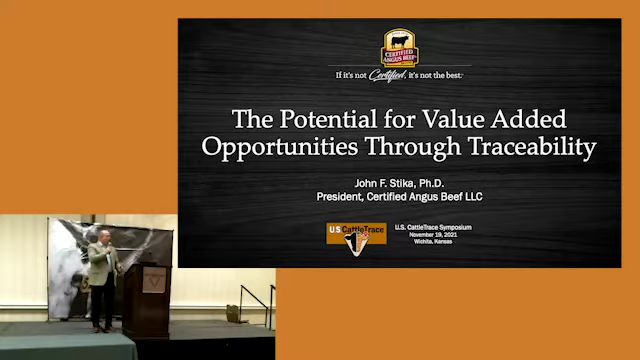 CERTIFIED
ANGUS BEEF
If it's not Certified, it's not the best.
The Potential for Value Added
Opportunities Through Traceability
John F. Stika, Ph.D.
President, Certified Angus Beef LLC
U.S. CattleTrace
U.S. CattleTrace Symposium
November 19, 2021
Wichita, Kansas